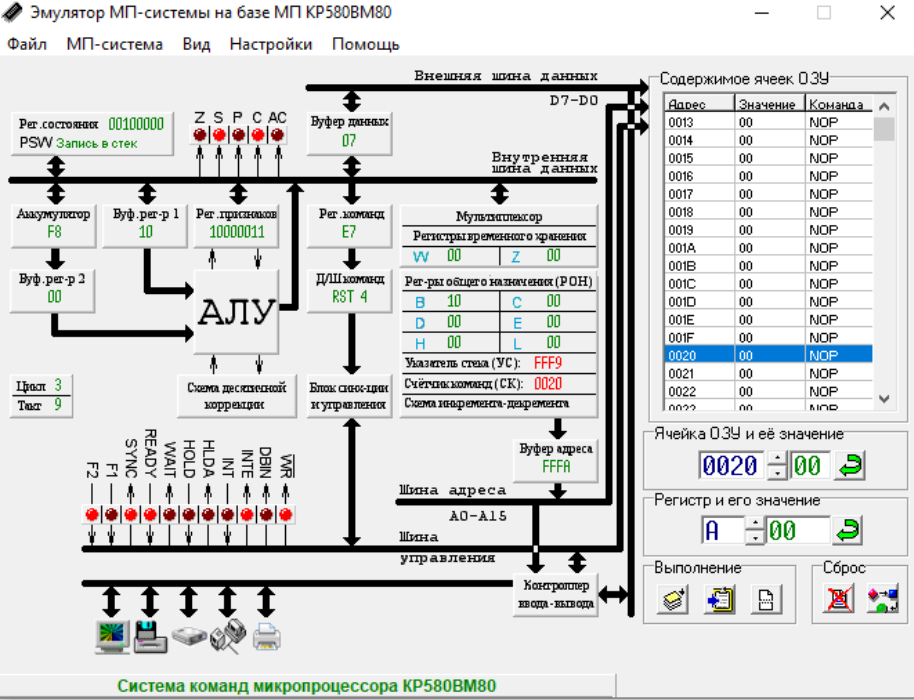 Эмулятор МП-системы на базе МП КР580ВМ80
Файл МП-система Вид Настройки Помощь
Внешняя шина данных
D7-D0
Рег.состояния 00100000
PSW Запись в стек
Z S P C AC
Буфер данных
07
Внутренняя
шина данных
Аккумулятор
F8
Буф.рег-р 1
10
Рег.признаков
10000011
Рег.команд
E7
Мультиплексор
Регистры временного хранения
W 00 Z 00
Буф.рег-р 2
00
АЛУ
Д/Ш команд
RST 4
Рег-ры общего назначения (РОН)
B 10 C 00
D 00 E 00
H 00 L 00
Указатель стека (УС): FFF9
Счётчик команд (СК): 0020
Схема инкремента-декремента
Цикл 3
Такт 9
Схема десятичной
коррекции
Блок синх-ции
и управления
Буфер адреса
FFFA
F2 F1 SYNC READY WAIT HOLD HLDA INT INTE DBIN WR
Шина адреса
A0-A15
Шина
управления
Контроллер
ввода-вывода
Содержимое ячеек ОЗУ
Адрес Значение Команда
0013 00 NOP
0014 00 NOP
0015 00 NOP
0016 00 NOP
0017 00 NOP
0018 00 NOP
0019 00 NOP
001A 00 NOP
001B 00 NOP
001C 00 NOP
001D 00 NOP
001E 00 NOP
001F 00 NOP
0020 00 NOP
0021 00 NOP
0022 00 NOP
0023 00 NOP
Ячейка ОЗУ и её значение
0020 00
Регистр и его значение
A 00
Выполнение
Сброс
Система команд микропроцессора КР580ВМ80